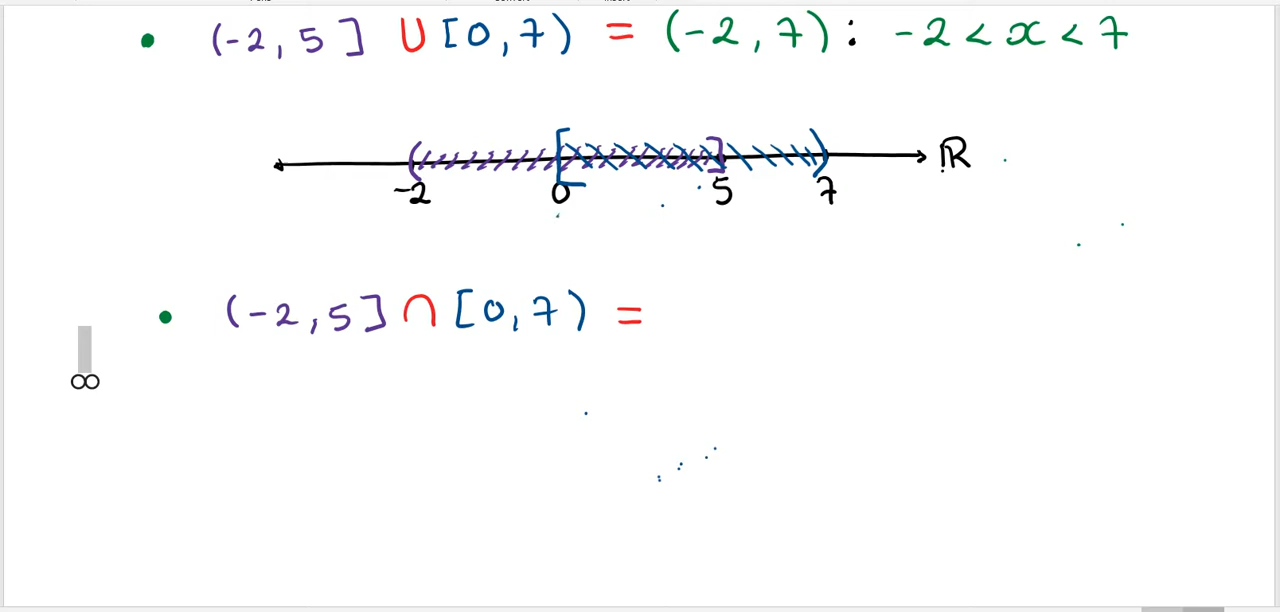 • (-2, 5] ∪ [0, 7) = (-2, 7) : -2 < x < 7
ℝ
-2 0 5 7
• (-2, 5] ∩ [0, 7) =
∞